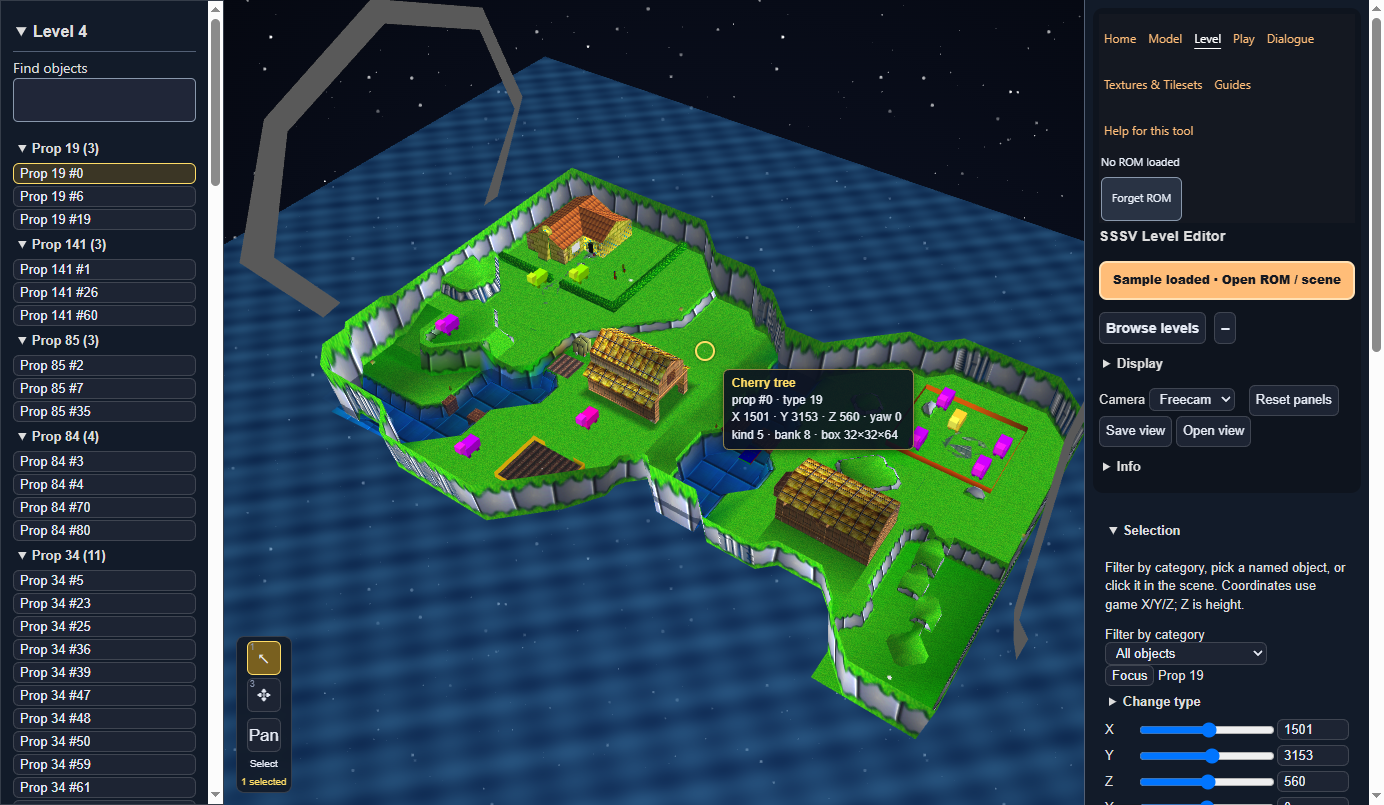 ▼ Level 4
Find objects
▼ Prop 19 (3)
Prop 19 #0
Prop 19 #6
Prop 19 #19
▼ Prop 141 (3)
Prop 141 #1
Prop 141 #26
Prop 141 #60
▼ Prop 85 (3)
Prop 85 #2
Prop 85 #7
Prop 85 #35
▼ Prop 84 (4)
Prop 84 #3
Prop 84 #4
Prop 84 #70
Prop 84 #80
▼ Prop 34 (11)
Prop 34 #5
Prop 34 #23
Prop 34 #25
Prop 34 #36
Prop 34 #39
Prop 34 #47
Prop 34 #48
Prop 34 #50
Prop 34 #59
Prop 34 #61
Cherry tree
prop #0 · type 19
X 1501 · Y 3153 · Z 560 · yaw 0
kind 5 · bank 8 · box 32×32×64
1
3
Pan
Select
1 selected
Home Model Level Play Dialogue
Textures & Tilesets Guides
Help for this tool
No ROM loaded
Forget ROM
SSSV Level Editor
Sample loaded · Open ROM / scene
Browse levels –
▶ Display
Camera Freecam Reset panels
Save view Open view
▶ Info
▼ Selection
Filter by category, pick a named object, or
click it in the scene. Coordinates use
game X/Y/Z; Z is height.
Filter by category
All objects
Focus Prop 19
▶ Change type
X 1501
Y 3153
Z 560